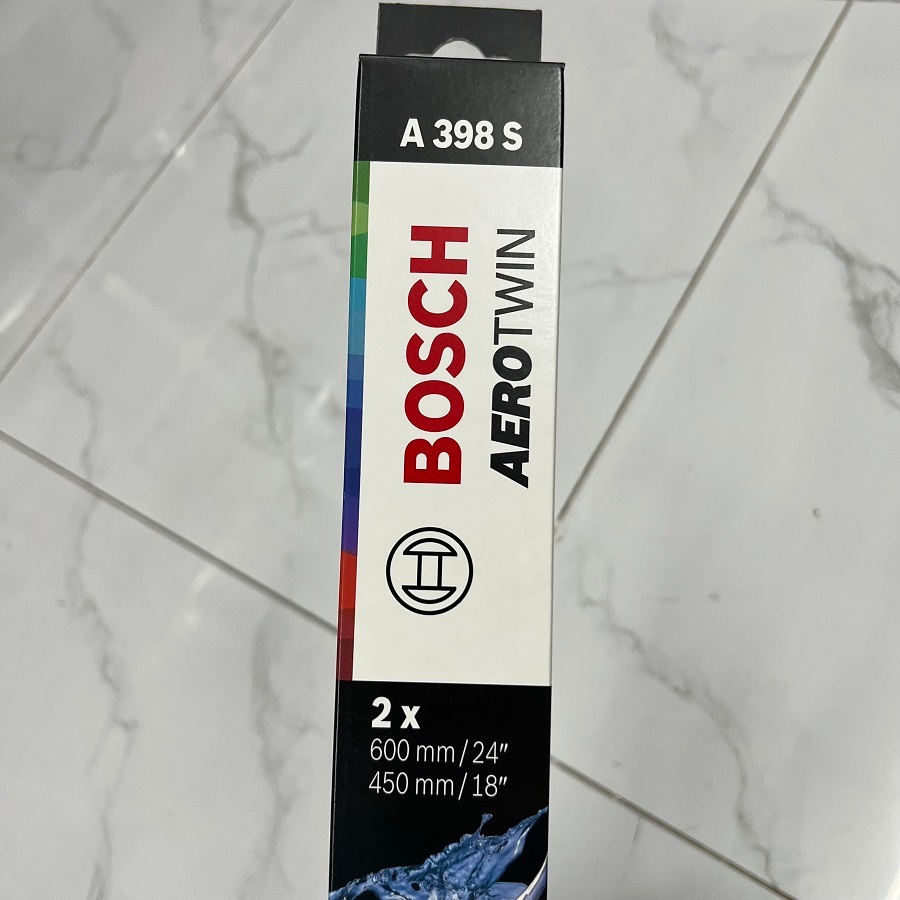 A 398 S
BOSCH
AEROTWIN
2 x
600 mm / 24"
450 mm / 18"